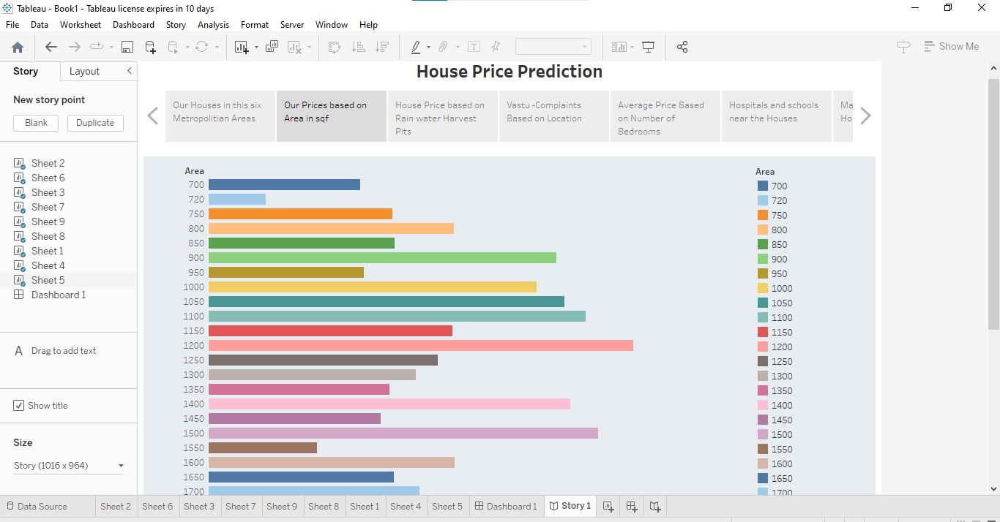 Tableau - Book1 - Tableau license expires in 10 days
File Data Worksheet Dashboard Story Analysis Format Server Window Help
Show Me
Story Layout
New story point
Blank Duplicate
Sheet 2
Sheet 6
Sheet 3
Sheet 7
Sheet 9
Sheet 8
Sheet 1
Sheet 4
Sheet 5
Dashboard 1
A Drag to add text
Show title
Size
Story (1016 x 964)
House Price Prediction
Our Houses in this six
Metropolitian Areas
Our Prices based on
Area in sqf
House Price based on
Rain water Harvest
Pits
Vastu -Complaints
Based on Location
Average Price Based
on Number of
Bedrooms
Hospitals and schools
near the Houses
Ma
Ho
Area
700
720
750
800
850
900
950
1000
1050
1100
1150
1200
1250
1300
1350
1400
1450
1500
1550
1600
1650
1700
Area
700
720
750
800
850
900
950
1000
1050
1100
1150
1200
1250
1300
1350
1400
1450
1500
1550
1600
1650
1700
Data Source Sheet 2 Sheet 6 Sheet 3 Sheet 7 Sheet 9 Sheet 8 Sheet 1 Sheet 4 Sheet 5 Dashboard 1 Story 1